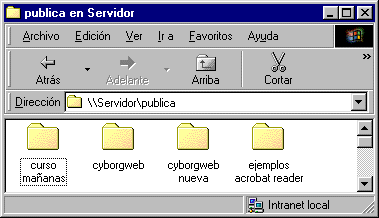 publica en Servidor
Archivo Edición Ver Ir a Favoritos Ayuda
Atrás Adelante Arriba Cortar
Dirección \\Servidor\publica
curso mañanas
cyborgweb
cyborgweb nueva
ejemplos acrobat reader
Intranet local